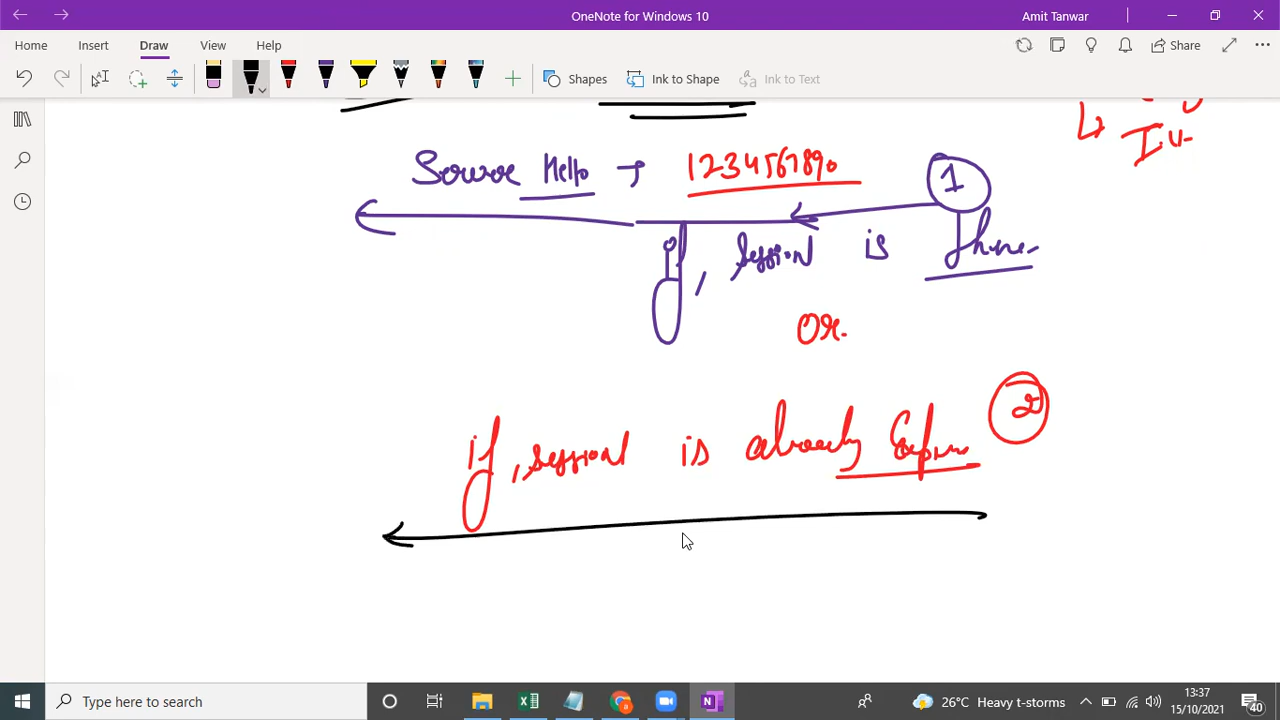 OneNote for Windows 10
Amit Tanwar
Home Insert Draw View Help
Share
Shapes
Ink to Shape
Ink to Text
Server Hello → 1234567890
1
if, session is there.
OR.
if, session is already Expire
2
Type here to search
26°C Heavy t-storms
13:37
15/10/2021
40